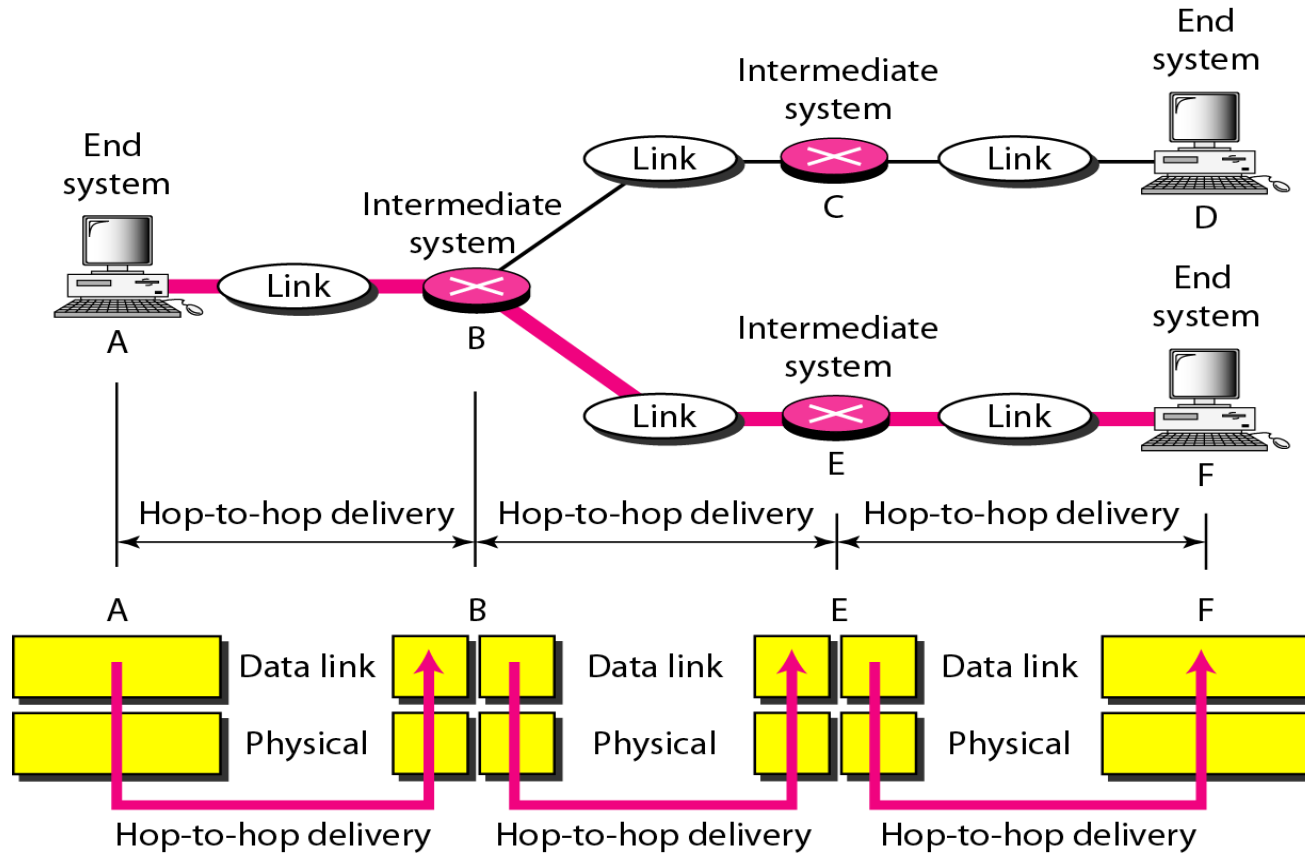 End
system
Intermediate
system
End
system
Link
Link
C
D
Intermediate
system
Link
A
B
End
system
Intermediate
system
Link
Link
E
F
Hop-to-hop delivery
Hop-to-hop delivery
Hop-to-hop delivery
A
B
E
F
Data link
Data link
Data link
Physical
Physical
Physical
Hop-to-hop delivery
Hop-to-hop delivery
Hop-to-hop delivery